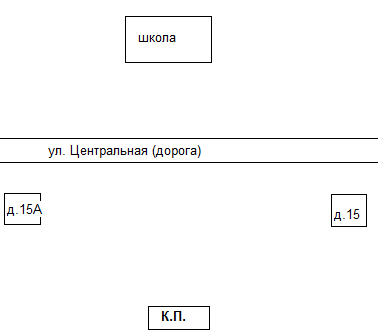 школа
ул. Центральная (дорога)
д.15А
д.15
К.П.